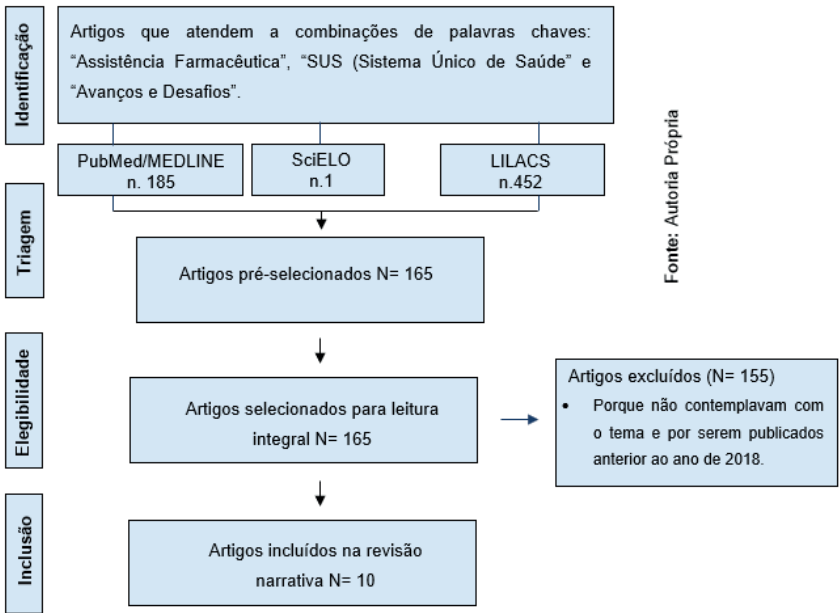 Identificação
Artigos que atendem a combinações de palavras chaves:
“Assistência Farmacêutica”, “SUS (Sistema Único de Saúde” e
“Avanços e Desafios”.
PubMed/MEDLINE
n. 185
SciELO
n.1
LILACS
n.452
Triagem
Artigos pré-selecionados N= 165
Fonte: Autoria Própria
Elegibilidade
Artigos selecionados para leitura
integral N= 165
Artigos excluídos (N= 155)
• Porque não contemplavam com
o tema e por serem publicados
anterior ao ano de 2018.
Inclusão
Artigos incluídos na revisão
narrativa N= 10